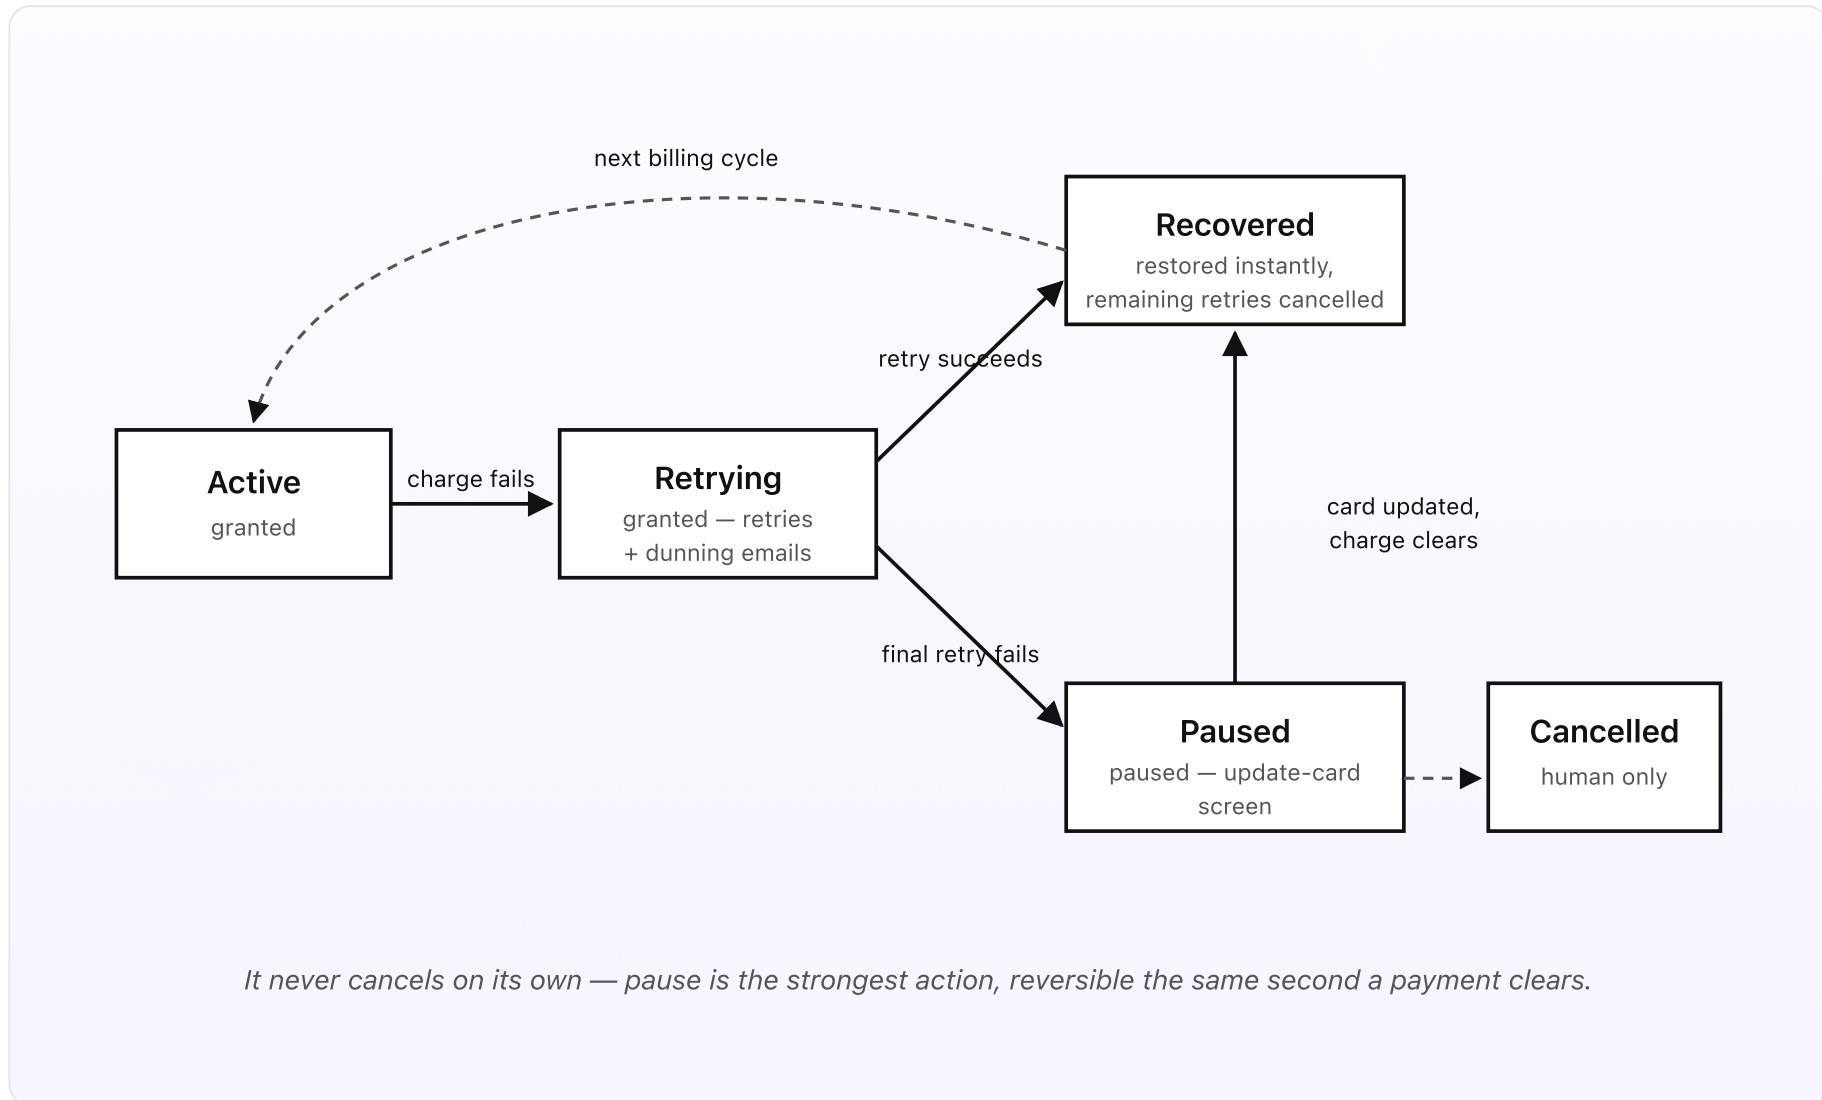 next billing cycle
Recovered
restored instantly,
remaining retries cancelled
retry succeeds
Active
granted
charge fails
Retrying
granted — retries
+ dunning emails
card updated,
charge clears
final retry fails
Paused
paused — update-card
screen
Cancelled
human only
It never cancels on its own — pause is the strongest action, reversible the same second a payment clears.